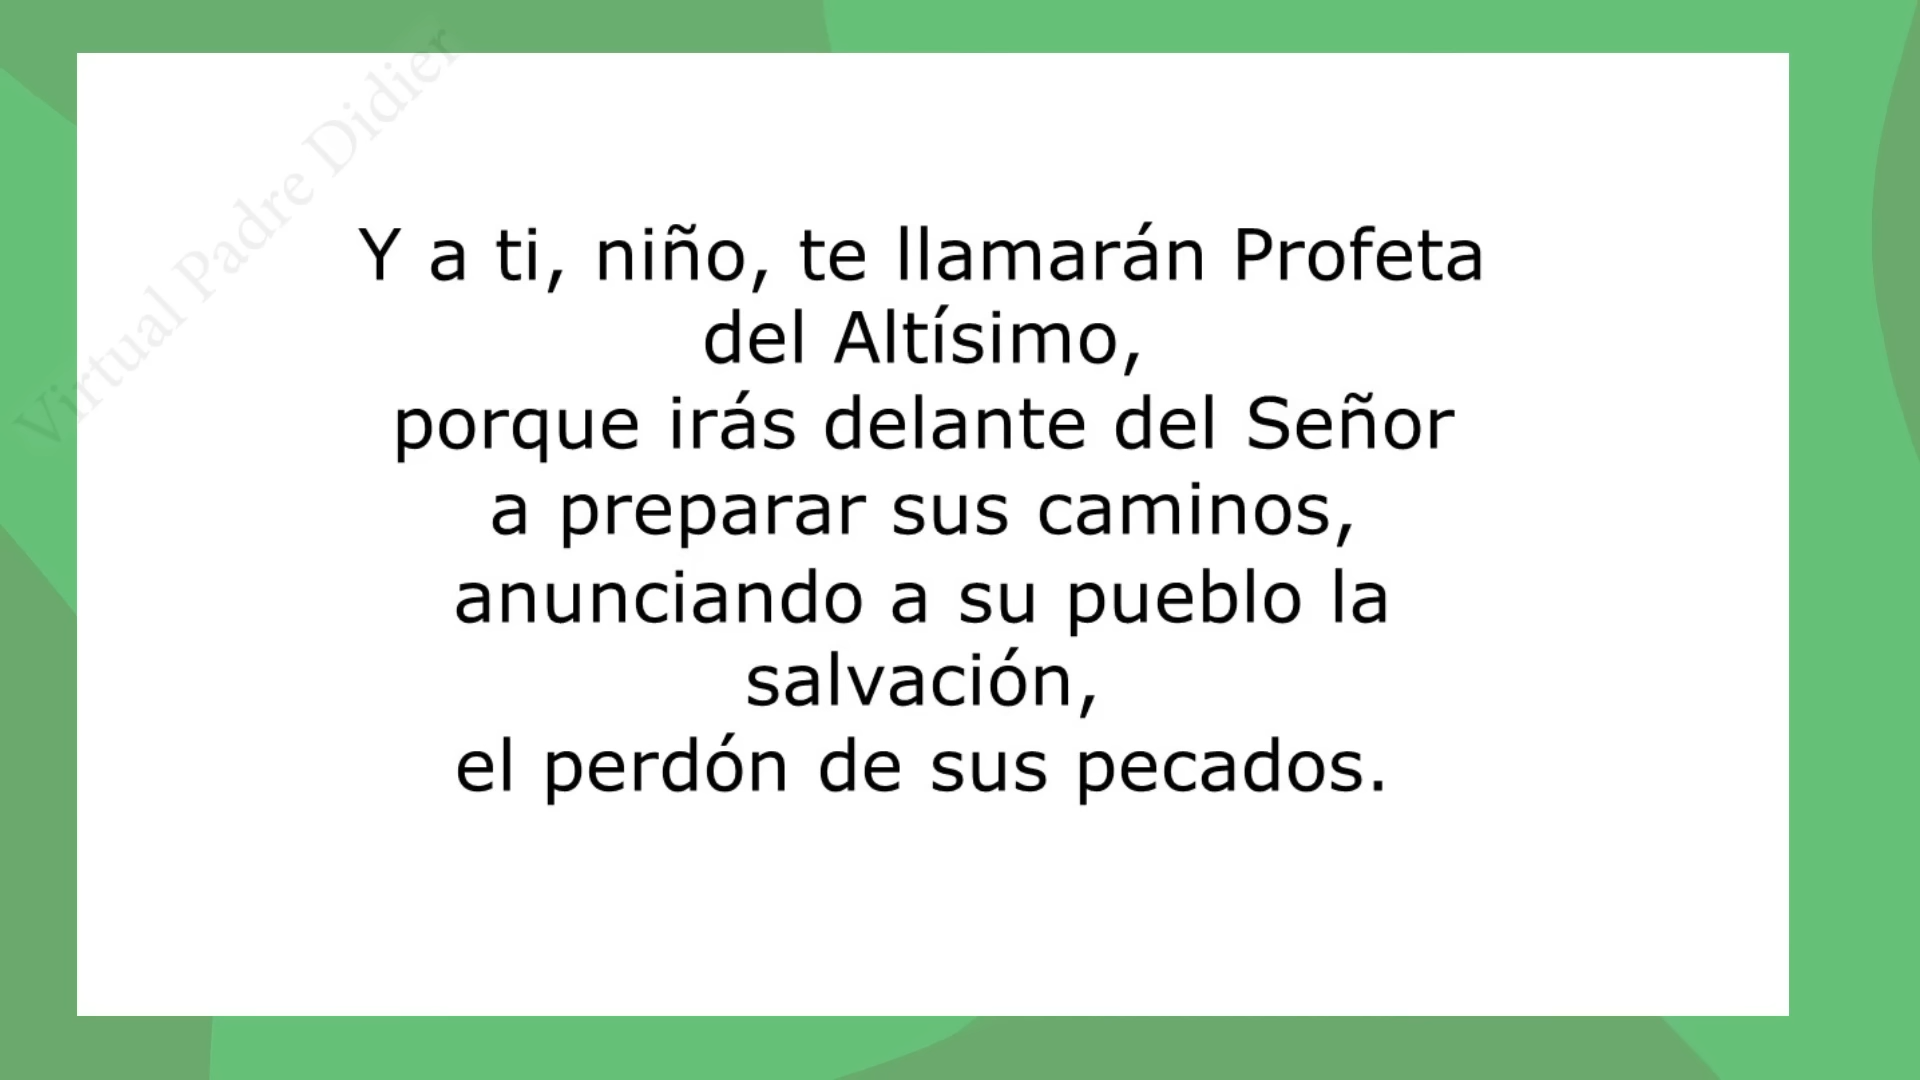 Virtual Padre Didier
Y a ti, niño, te llamarán Profeta
del Altísimo,
porque irás delante del Señor
a preparar sus caminos,
anunciando a su pueblo la
salvación,
el perdón de sus pecados.